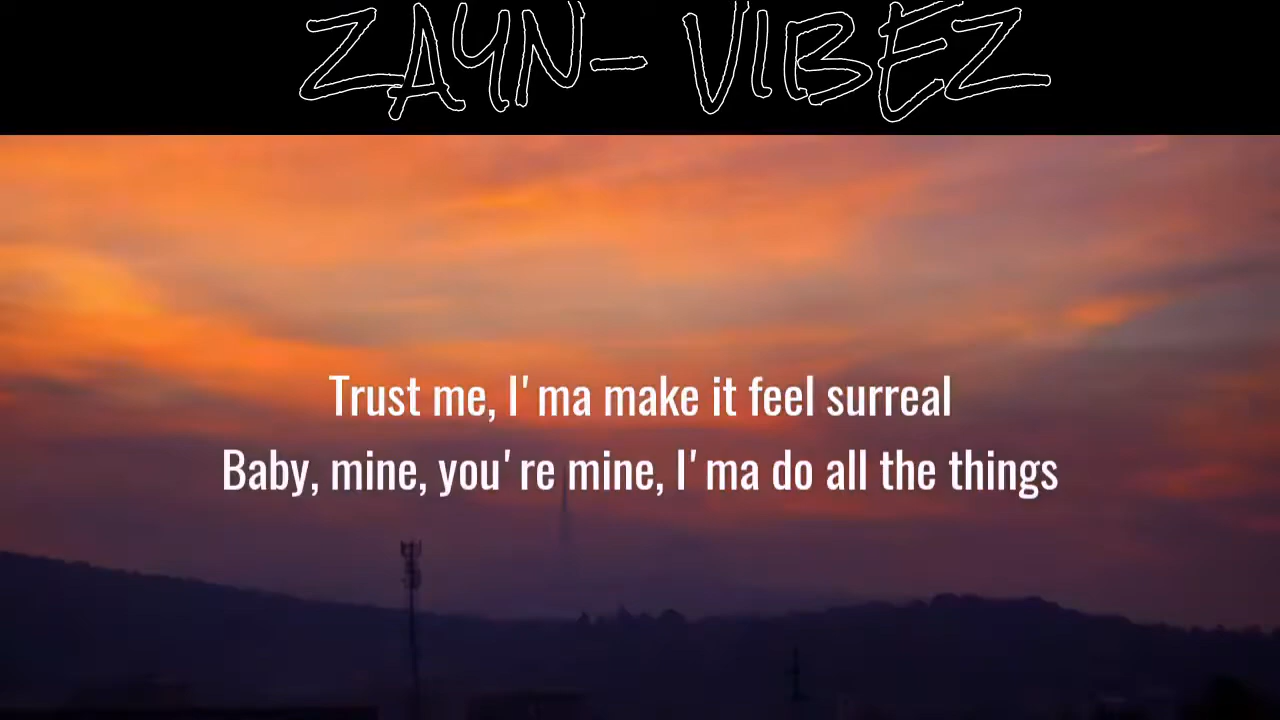 ZAYN- VIBEZ
Trust me, I'ma make it feel surreal
Baby, mine, you're mine, I'ma do all the things